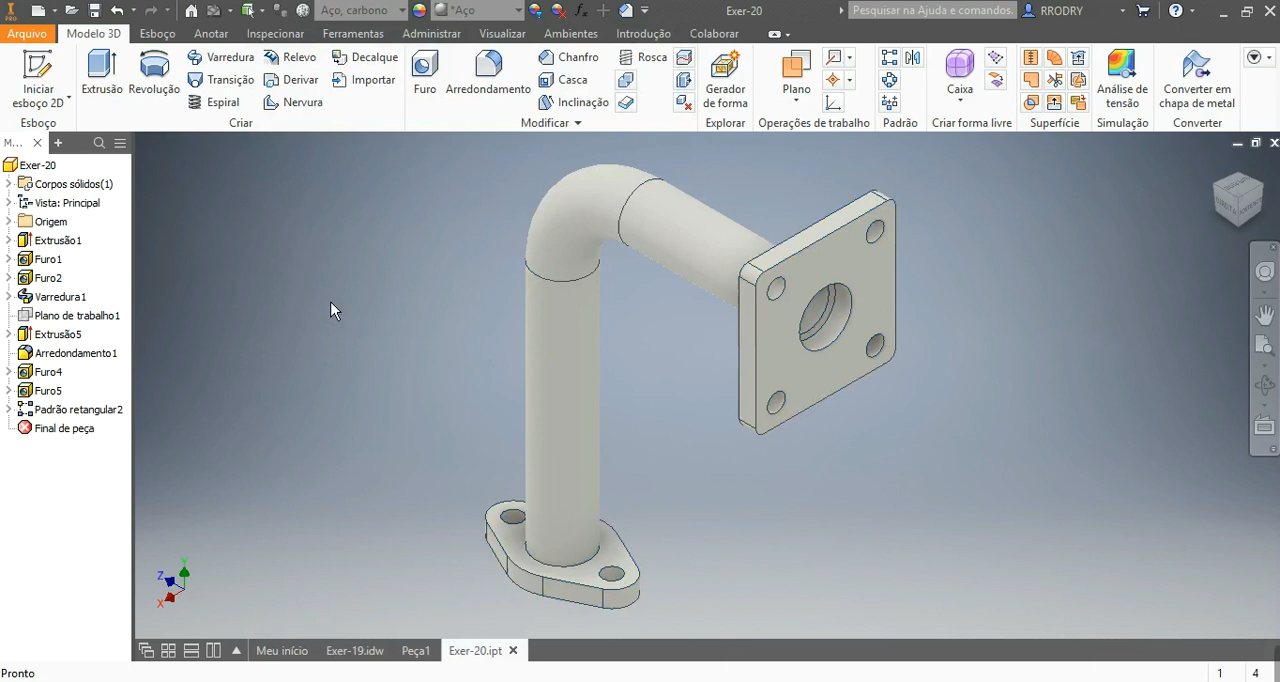 PRO
Aço, carbono
*Aço
Exer-20
Pesquisar na Ajuda e comandos.
RRODRY
Arquivo
Modelo 3D
Esboço
Anotar
Inspecionar
Ferramentas
Administrar
Visualizar
Ambientes
Introdução
Colaborar
Iniciar
esboço 2D
Extrusão
Revolução
Varredura
Transição
Espiral
Relevo
Derivar
Nervura
Decalque
Importar
Furo
Arredondamento
Chanfro
Casca
Inclinação
Rosca
Gerador
de forma
Plano
Caixa
Análise de
tensão
Converter em
chapa de metal
Esboço
Criar
Modificar
Explorar
Operações de trabalho
Padrão
Criar forma livre
Superfície
Simulação
Converter
M...
Exer-20
Corpos sólidos(1)
Vista: Principal
Origem
Extrusão1
Furo1
Furo2
Varredura1
Plano de trabalho1
Extrusão5
Arredondamento1
Furo4
Furo5
Padrão retangular2
Final de peça
Z
Y
X
Meu início
Exer-19.idw
Peça1
Exer-20.ipt
Pronto
1
4